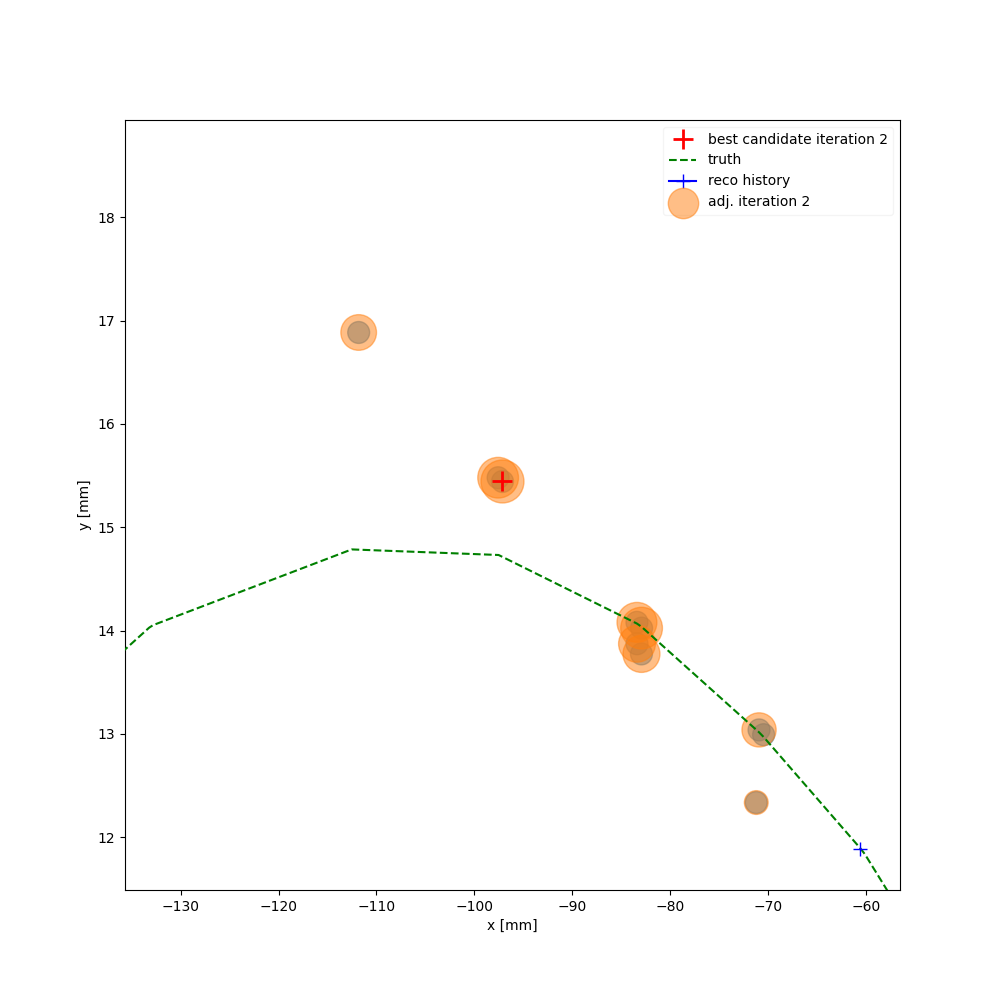 best candidate iteration 2
truth
reco history
adj. iteration 2
18
17
16
15
14
13
12
y [mm]
−130 −120 −110 −100 −90 −80 −70 −60
x [mm]